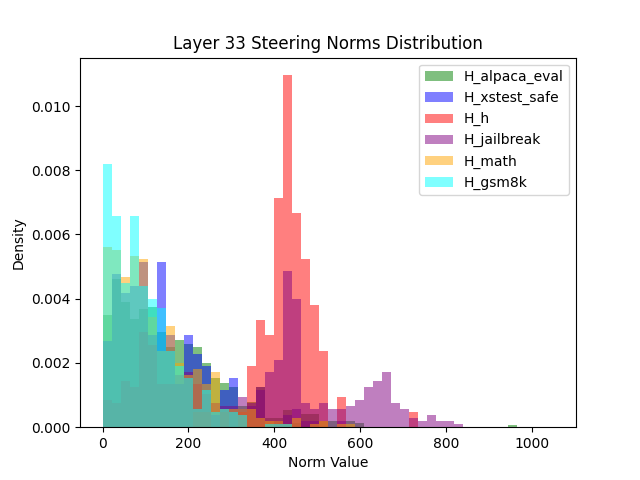 Layer 33 Steering Norms Distribution
H_alpaca_eval
H_xstest_safe
H_h
H_jailbreak
H_math
H_gsm8k
0.010
0.008
0.006
0.004
0.002
0.000
Density
0
200
400
600
800
1000
Norm Value